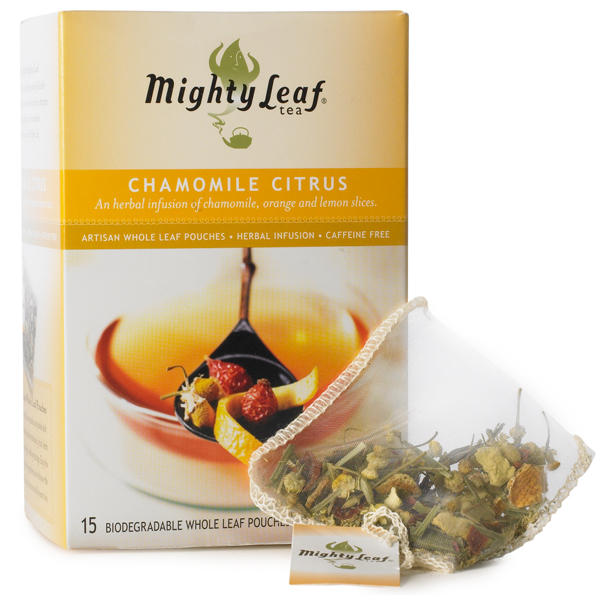 Mighty Leaf®
tea
CHAMOMILE CITRUS
An herbal infusion of chamomile, orange and lemon slices.
ARTISAN WHOLE LEAF POUCHES • HERBAL INFUSION • CAFFEINE FREE
15 BIODEGRADABLE WHOLE LEAF POUCHES
Mighty Leaf